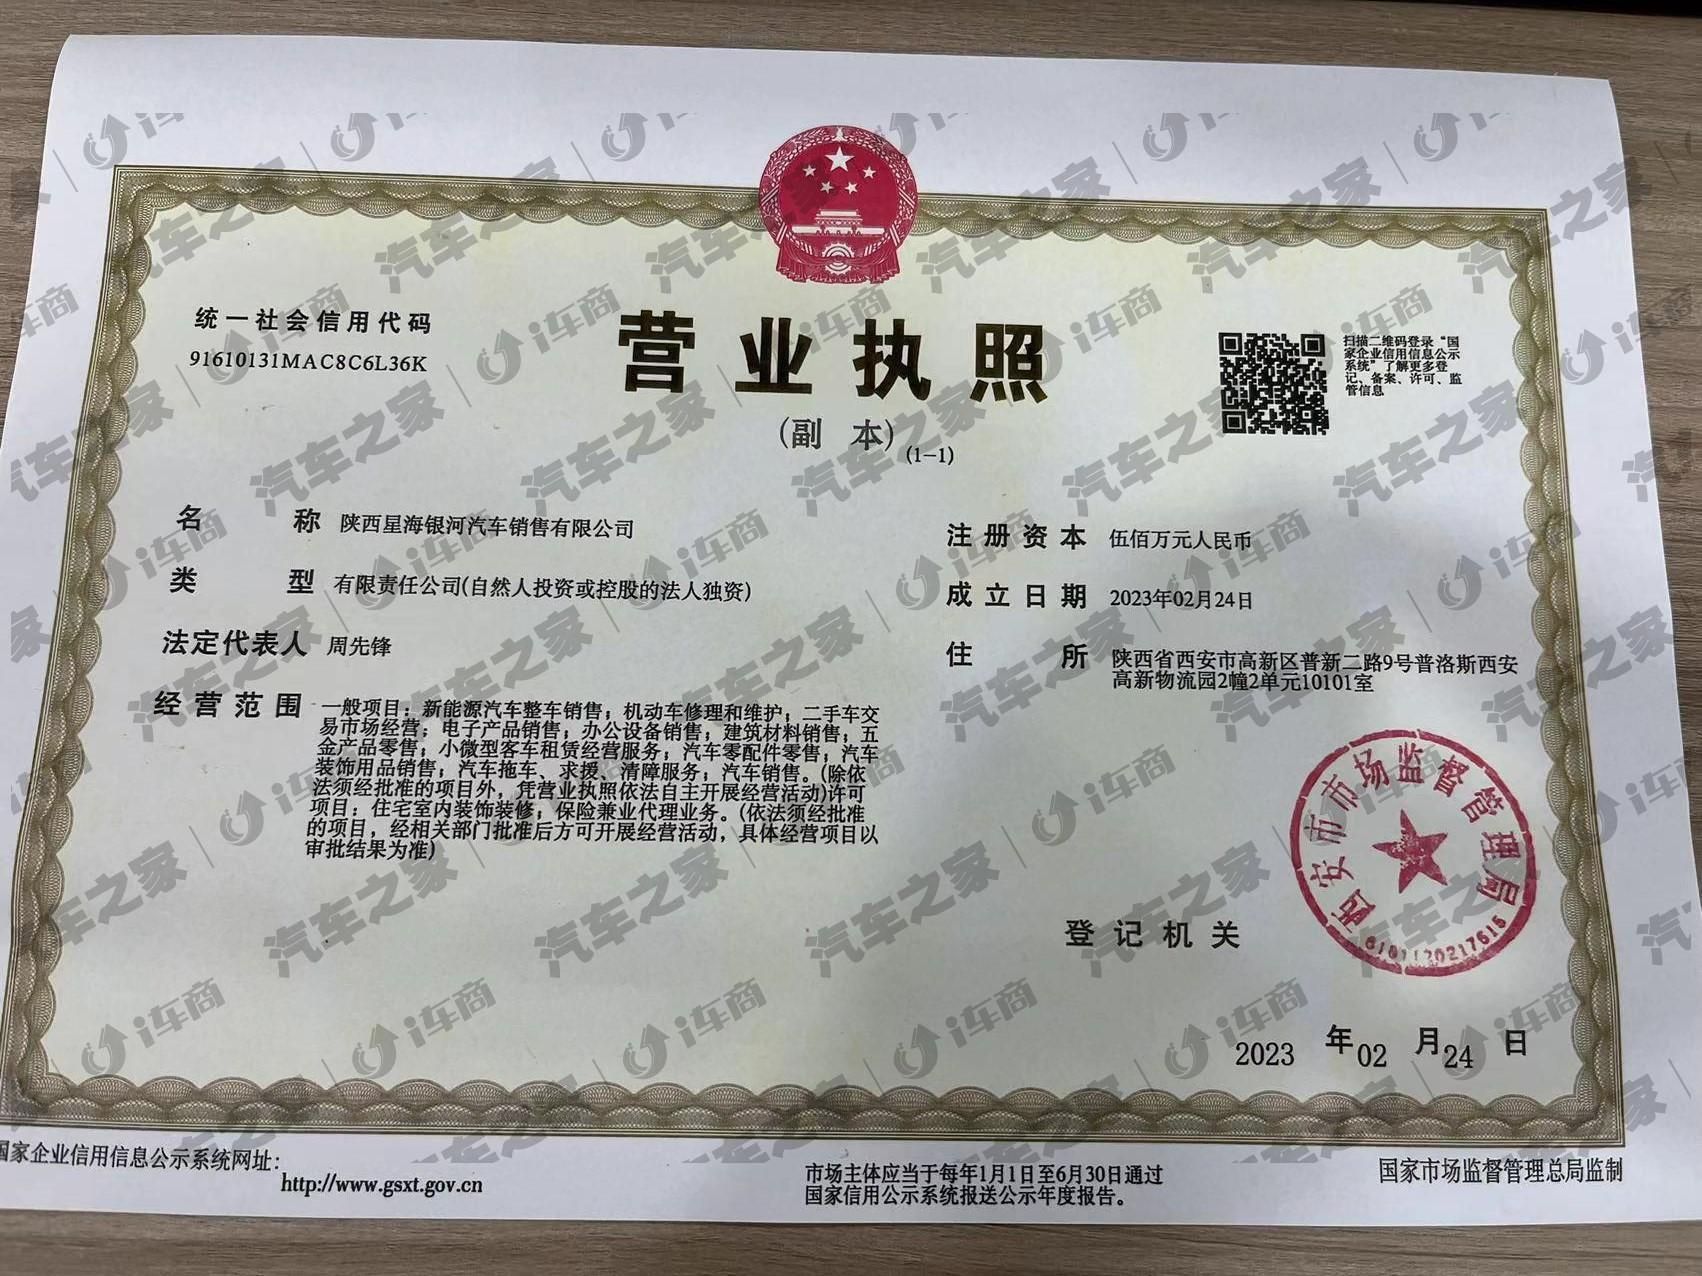 统一社会信用代码
91610131MAC8C6L36K
营业执照
(副 本)
(1-1)
扫描二维码登录“国
家企业信用信息公示
系统”了解更多登
记、备案、许可、监
管信息
名 称 陕西星海银河汽车销售有限公司
类 型 有限责任公司(自然人投资或控股的法人独资)
法定代表人 周先锋
经营范围 一般项目：新能源汽车整车销售；机动车修理和维护；二手车交
易市场经营；电子产品销售；办公设备销售；建筑材料销售；五
金产品零售；小微型客车租赁经营服务；汽车零配件零售；汽车
装饰用品销售；汽车拖车、求援、清障服务；汽车销售。(除依
法须经批准的项目外，凭营业执照依法自主开展经营活动)许可
项目：住宅室内装饰装修；保险兼业代理业务。(依法须经批准
的项目，经相关部门批准后方可开展经营活动，具体经营项目以
审批结果为准)
注册资本 伍佰万元人民币
成立日期 2023年02月24日
住 所 陕西省西安市高新区普新二路9号普洛斯西安
高新物流园2幢2单元10101室
登记机关
西安市市场监督管理局
6101120217615
2023 年 02 月 24 日
国家企业信用信息公示系统网址：
http://www.gsxt.gov.cn
市场主体应当于每年1月1日至6月30日通过
国家信用公示系统报送公示年度报告。
国家市场监督管理总局监制
汽车之家 | i车商